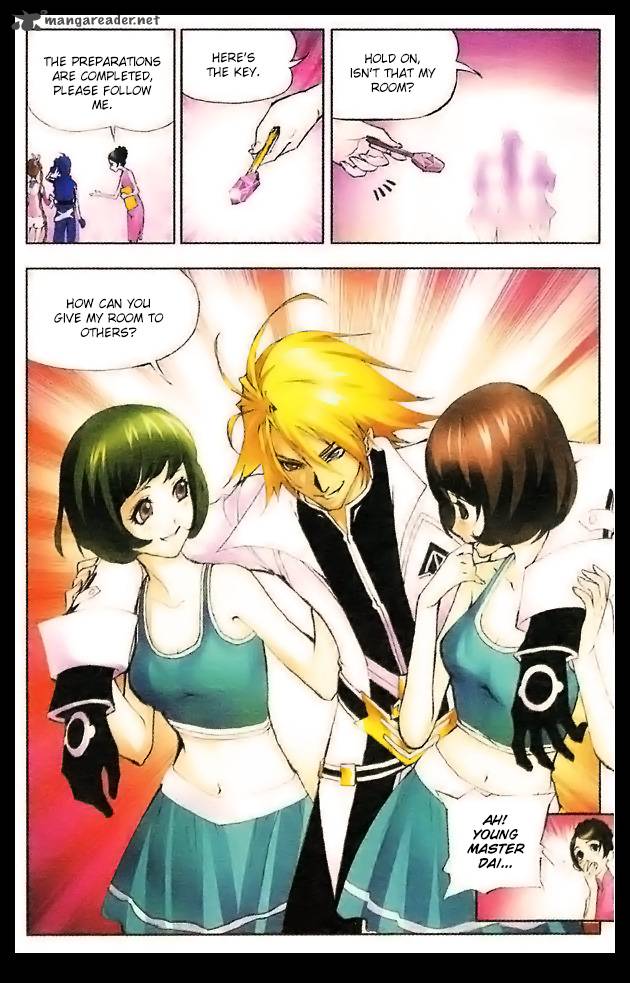 mangareader.net
THE PREPARATIONS
ARE COMPLETED,
PLEASE FOLLOW
ME.
HERE'S
THE KEY.
HOLD ON,
ISN'T THAT MY
ROOM?
HOW CAN YOU
GIVE MY ROOM TO
OTHERS?
AH!
YOUNG
MASTER
DAI...